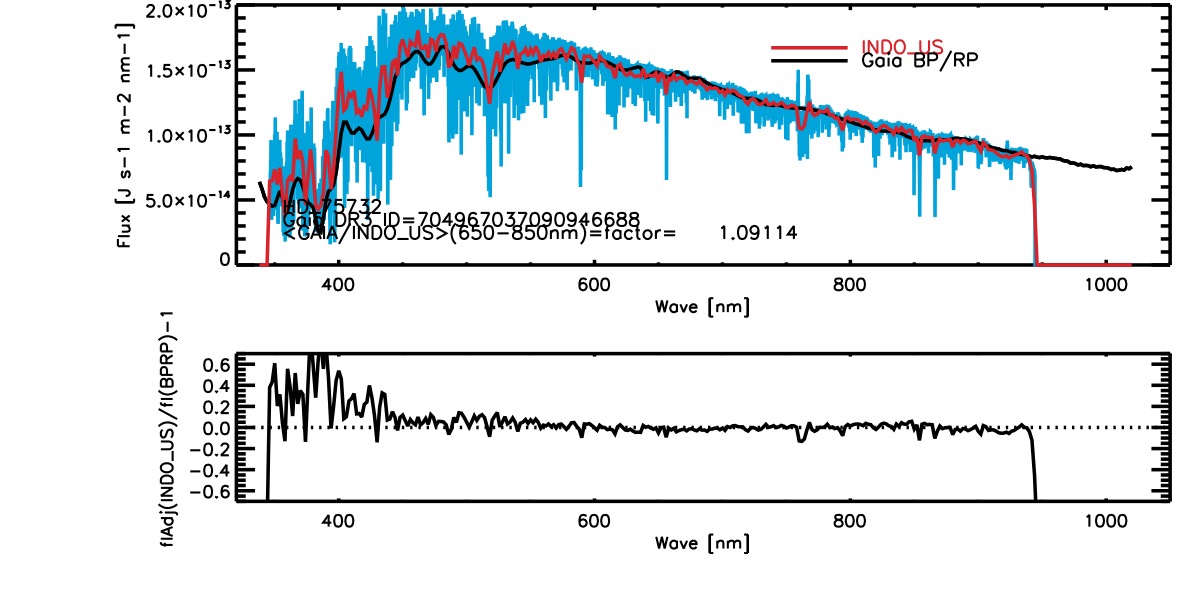 2.0×10⁻¹³
1.5×10⁻¹³
1.0×10⁻¹³
5.0×10⁻¹⁴
0
Flux [J s−1 m−2 nm−1]
INDO_US
Gaia BP/RP
HD 75732
Gaia DR3 ID=704967037090946688
<GAIA/INDO_US>(650−850nm)=factor= 1.09114
400 600 800 1000
Wave [nm]
flAdj(INDO_US)/fl(BPRP)−1
0.6
0.4
0.2
0.0
−0.2
−0.4
−0.6
400 600 800 1000
Wave [nm]